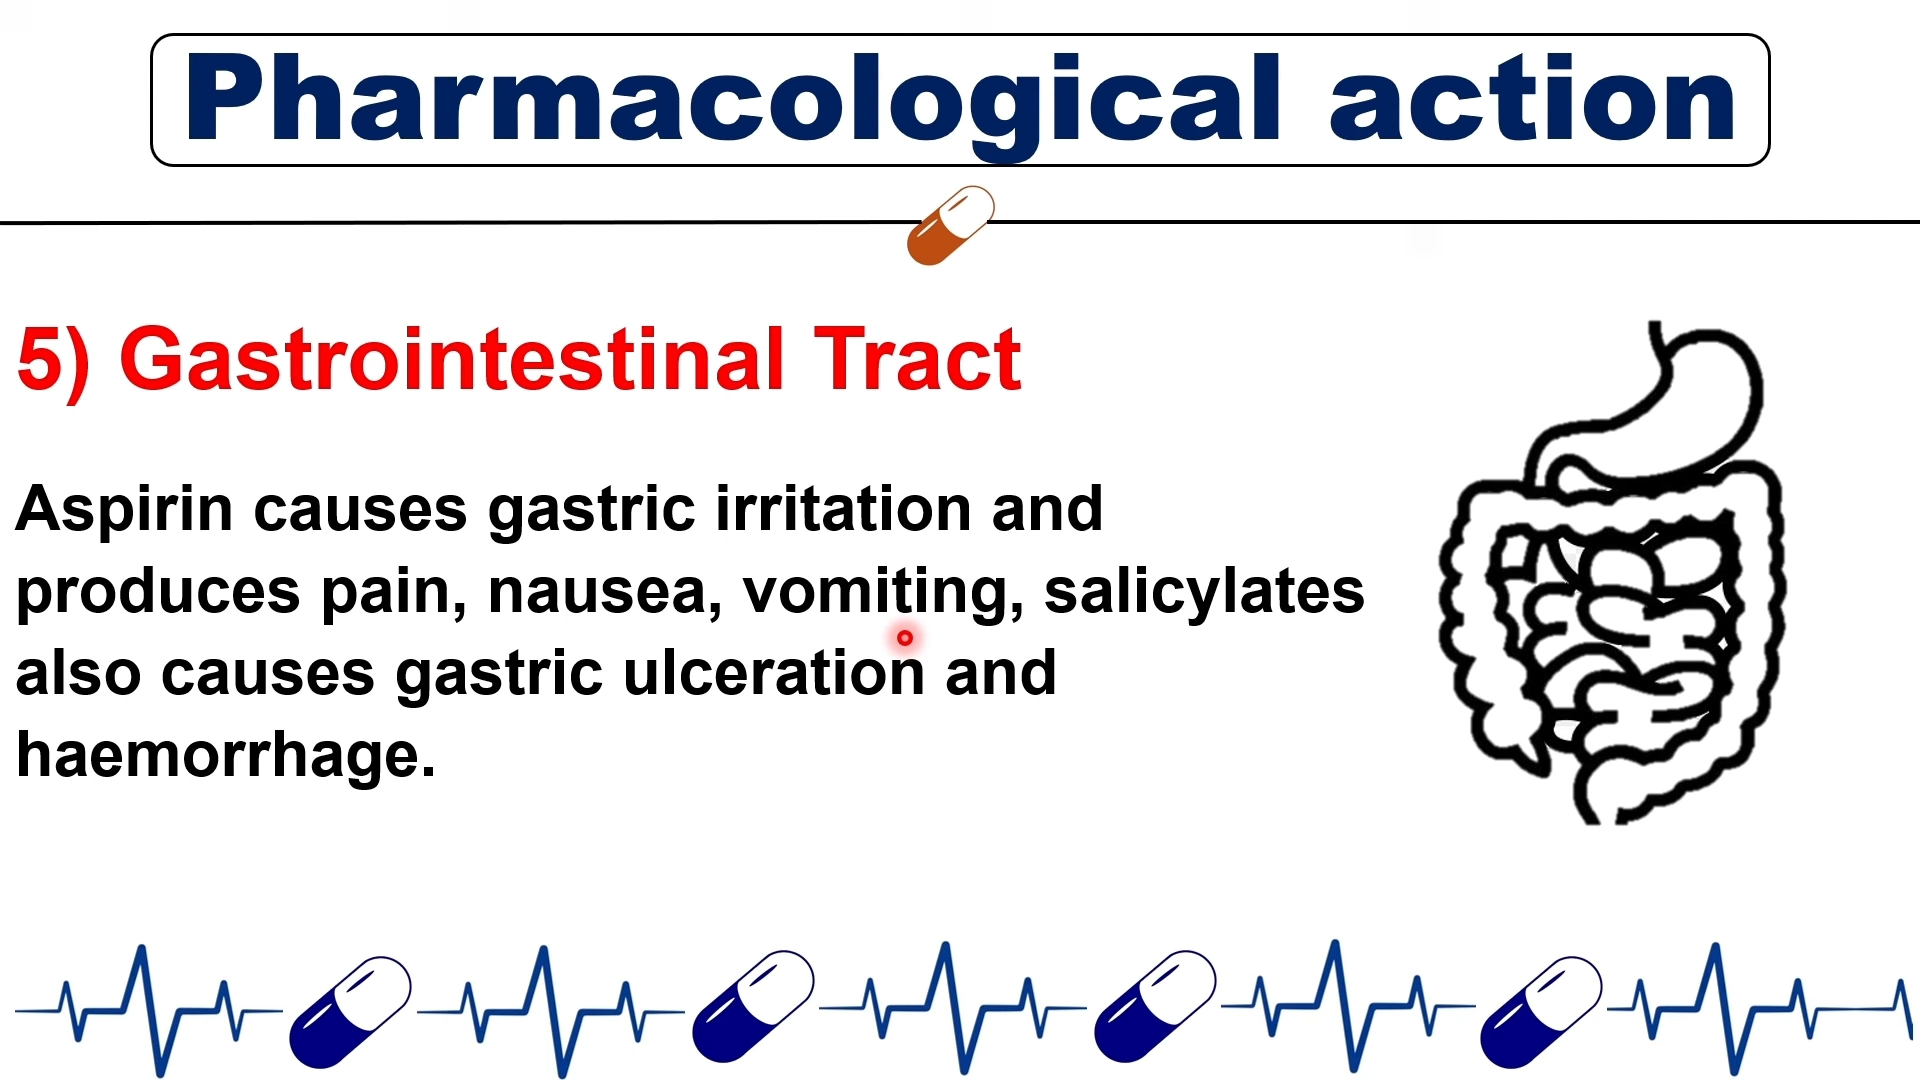 Pharmacological action
5) Gastrointestinal Tract
Aspirin causes gastric irritation and
produces pain, nausea, vomiting, salicylates
also causes gastric ulceration and
haemorrhage.